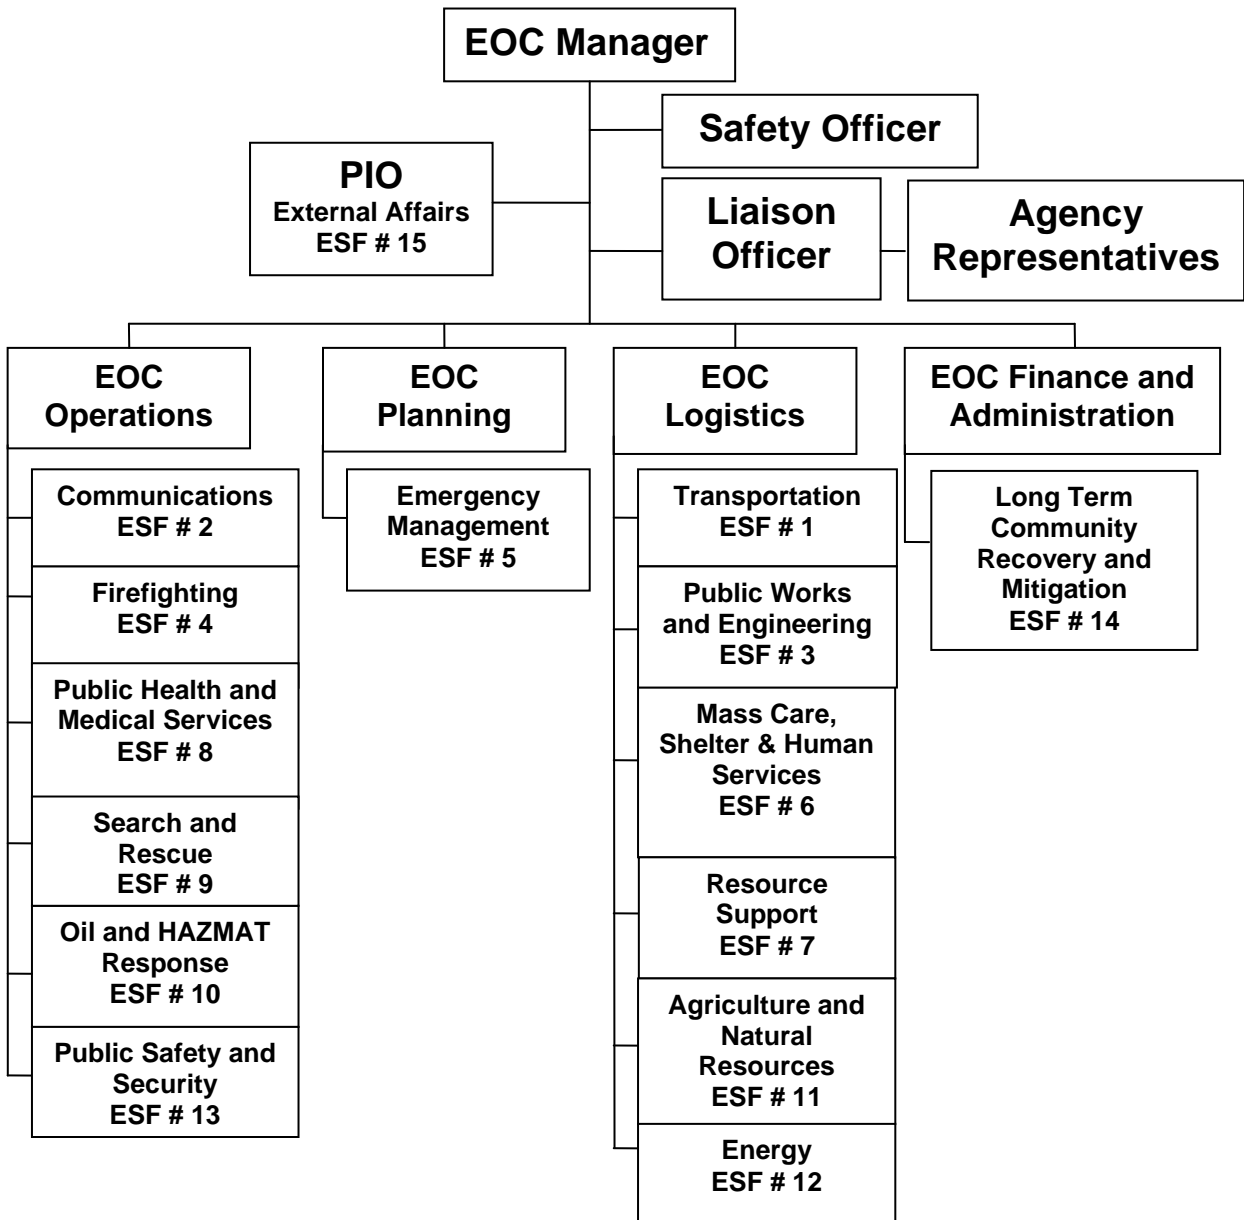 EOC Manager
Safety Officer
PIO
External Affairs
ESF # 15
Liaison
Officer
Agency
Representatives
EOC
Operations
EOC
Planning
EOC
Logistics
EOC Finance and
Administration
Communications
ESF # 2
Firefighting
ESF # 4
Public Health and
Medical Services
ESF # 8
Search and
Rescue
ESF # 9
Oil and HAZMAT
Response
ESF # 10
Public Safety and
Security
ESF # 13
Emergency
Management
ESF # 5
Transportation
ESF # 1
Public Works
and Engineering
ESF # 3
Mass Care,
Shelter & Human
Services
ESF # 6
Resource
Support
ESF # 7
Agriculture and
Natural
Resources
ESF # 11
Energy
ESF # 12
Long Term
Community
Recovery and
Mitigation
ESF # 14